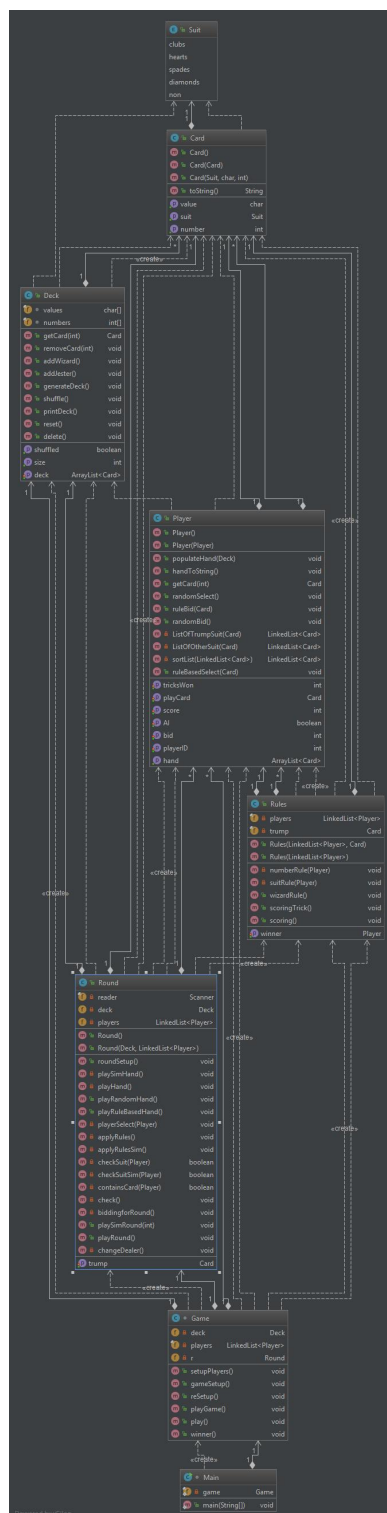 Suit
clubs
hearts
spades
diamonds
non
Card
Card()
Card(Card)
Card(Suit, char, int)
toString() String
value char
suit Suit
number int
«create»
Deck
values char[]
numbers int[]
getCard(int) Card
removeCard(int) void
addWizard() void
addJester() void
generateDeck() void
shuffle() void
printDeck() void
reset() void
delete() void
shuffled boolean
size int
deck ArrayList<Card>
«create»
«create»
Player
Player()
Player(Player)
populateHand(Deck) void
handToString() void
getCard(int) Card
randomSelect() void
ruleBid(Card) void
randomBid() void
ListOfTrumpSuit(Card) LinkedList<Card>
ListOfOtherSuit(Card) LinkedList<Card>
sortList(LinkedList<Card>) LinkedList<Card>
ruleBasedSelect(Card) void
tricksWon int
playCard Card
score int
AI boolean
bid int
playerID int
hand ArrayList<Card>
Rules
players LinkedList<Player>
trump Card
Rules(LinkedList<Player>, Card)
Rules(LinkedList<Player>)
numberRule(Player) void
suitRule(Player) void
wizardRule() void
scoringTrick() void
scoring() void
winner Player
«create»
Round
reader Scanner
deck Deck
players LinkedList<Player>
Round()
Round(Deck, LinkedList<Player>)
roundSetup() void
playSimHand() void
playHand() void
playRandomHand() void
playRuleBasedHand() void
playerSelect(Player) void
applyRules() void
applyRulesSim() void
checkSuit(Player) boolean
checkSuitSim(Player) boolean
containsCard(Player) boolean
check() void
biddingforRound() void
playSimRound(int) void
playRound() void
changeDealer() void
trump Card
«create»
«create»
«create»
Game
deck Deck
players LinkedList<Player>
r Round
setupPlayers() void
gameSetup() void
reSetup() void
playGame() void
play() void
winner() void
«create»
Main
game Game
main(String[]) void